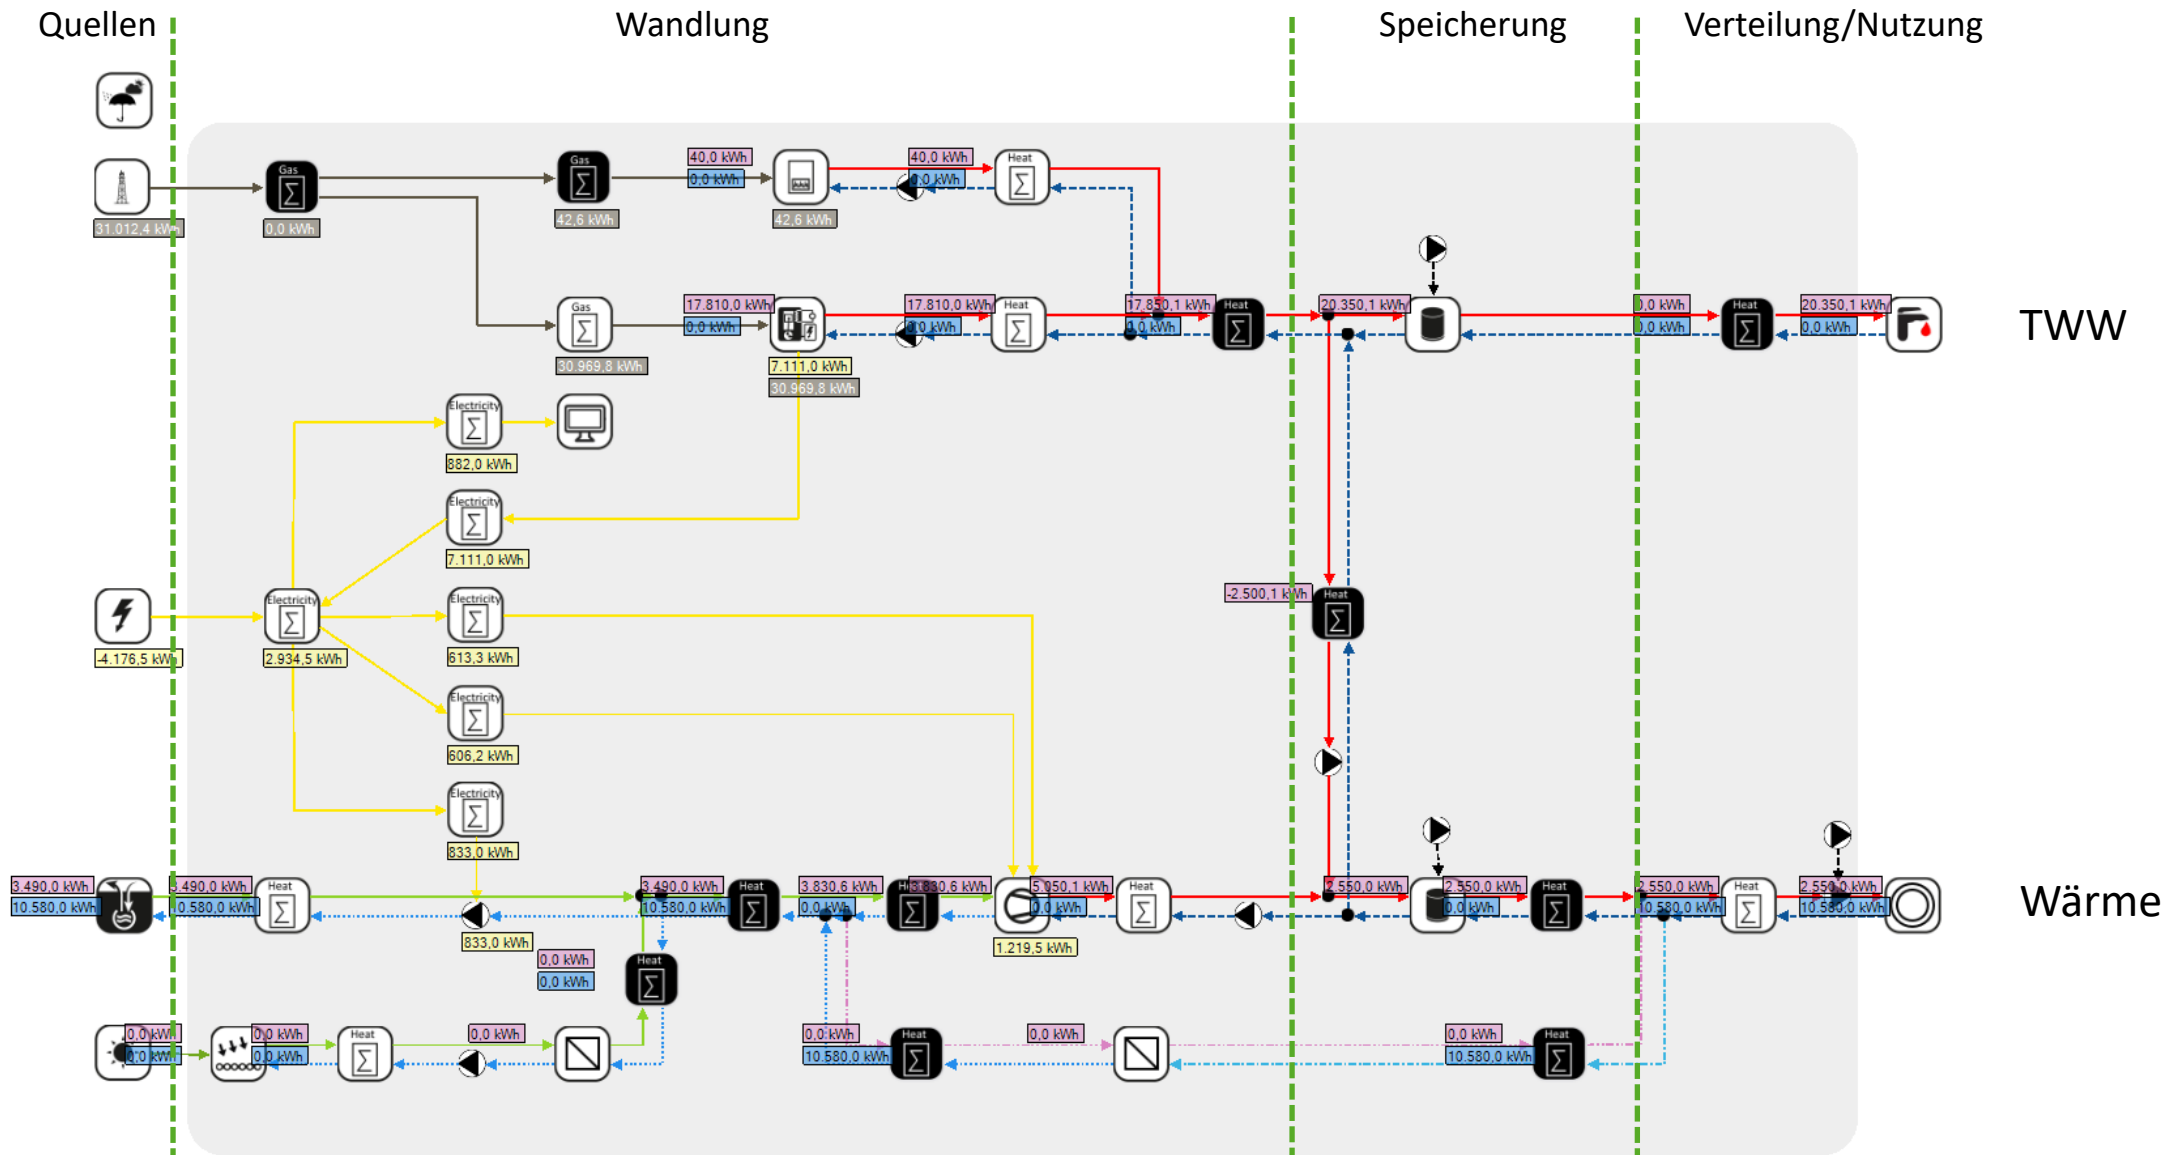 Quellen
Wandlung
Speicherung
Verteilung/Nutzung
Gas
Gas
40,0 kWh
0,0 kWh
40,0 kWh
0,0 kWh
Heat
31.012,4 kWh
0,0 kWh
42,6 kWh
42,6 kWh
Gas
17.810,0 kWh/
0,0 kWh
17.810,0 kWh/
0,0 kWh
Heat
17.850,1 kWh/
0,0 kWh
Heat
20.350,1 kWh/
0,0 kWh
0,0 kWh
Heat
20.350,1 kWh/
0,0 kWh
TWW
30.969,8 kWh
7.111,0 kWh
30.969,8 kWh
Electricity
882,0 kWh
Electricity
7.111,0 kWh
Electricity
Electricity
-2.500,1 kWh
Heat
-4.176,5 kWh
2.934,5 kWh
613,3 kWh
Electricity
606,2 kWh
Electricity
833,0 kWh
3.490,0 kWh
10.580,0 kWh
3.490,0 kWh
10.580,0 kWh
Heat
3.490,0 kWh
10.580,0 kWh
Heat
3.830,6 kWh
0,0 kWh
3.830,6 kWh
5.050,1 kWh
0,0 kWh
Heat
2.550,0 kWh
2.550,0 kWh
0,0 kWh
Heat
2.550,0 kWh
10.580,0 kWh
Heat
2.550,0 kWh
10.580,0 kWh
Wärme
833,0 kWh
1.219,5 kWh
0,0 kWh
0,0 kWh
Heat
0,0 kWh
0,0 kWh
0,0 kWh
0,0 kWh
Heat
0,0 kWh
0,0 kWh
10.580,0 kWh
Heat
0,0 kWh
0,0 kWh
10.580,0 kWh
Heat